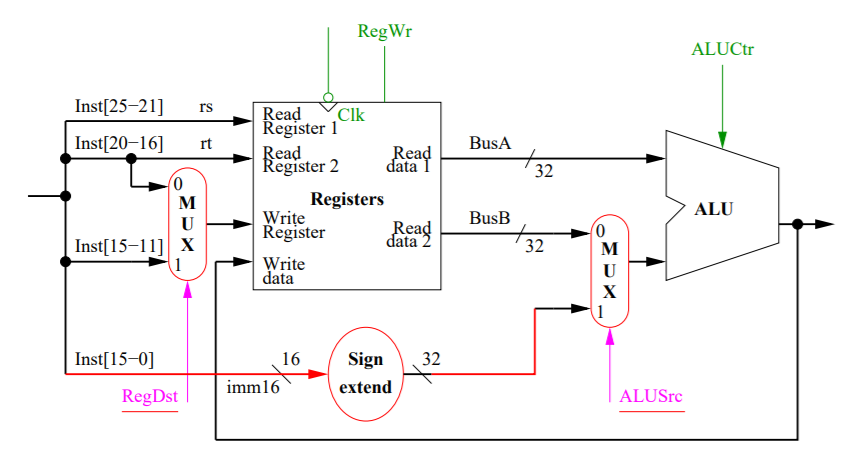 RegWr
ALUCtr
Inst[25−21] rs
Clk
Read
Register 1
Inst[20−16] rt
Read
Register 2
Read
data 1
BusA
32
0
M
U
X
1
Registers
ALU
Write
Register
Read
data 2
BusB
32
0
M
U
X
1
Inst[15−11]
Write
data
Inst[15−0]
imm16
16
Sign
extend
32
RegDst
ALUSrc